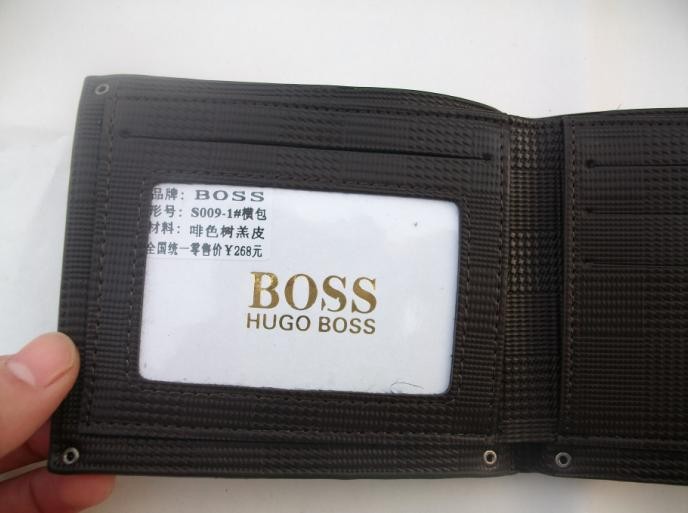 品牌: BOSS
形号: S009-1#横包
材料: 啡色树羔皮
全国统一零售价￥268元
BOSS
HUGO BOSS